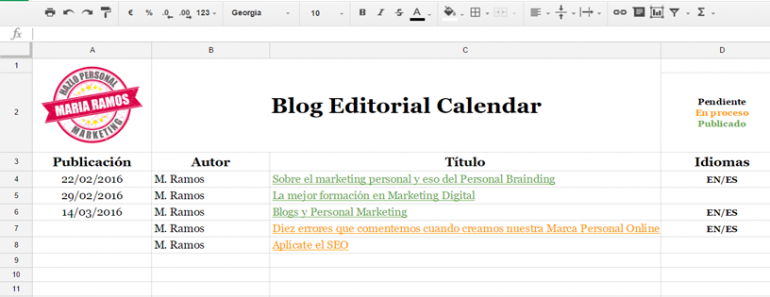 € % .0 .00 123 Georgia 10 B I S A Σ
fx
A B C D
1
HAZLO PERSONAL
MARIA RAMOS
MARKETING
2 Blog Editorial Calendar
Pendiente
En proceso
Publicado
3 Publicación Autor Título Idiomas
4 22/02/2016 M. Ramos Sobre el marketing personal y eso del Personal Brainding EN/ES
5 29/02/2016 M. Ramos La mejor formación en Marketing Digital
6 14/03/2016 M. Ramos Blogs y Personal Marketing EN/ES
7 M. Ramos Diez errores que comentemos cuando creamos nuestra Marca Personal Online EN/ES
8 M. Ramos Aplicate el SEO
9
10
11